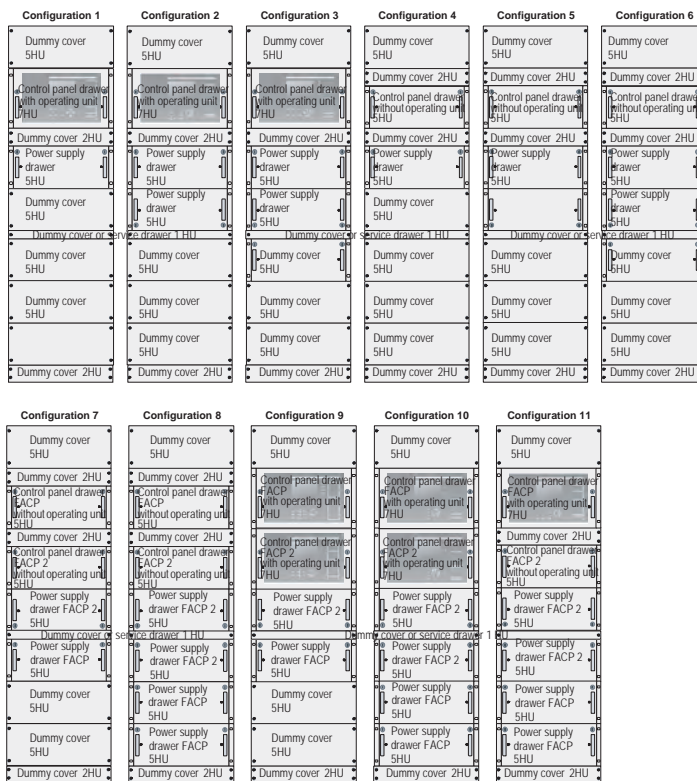 Configuration 1
Dummy cover
5HU
Control panel drawer
with operating unit
7HU
Dummy cover 2HU
Power supply
drawer
5HU
Dummy cover
5HU
Dummy cover or service drawer 1 HU
Dummy cover
5HU
Dummy cover
5HU
Dummy cover 2HU
Configuration 2
Dummy cover
5HU
Control panel drawer
with operating unit
7HU
Dummy cover 2HU
Power supply
drawer
5HU
Power supply
drawer
5HU
Dummy cover
5HU
Dummy cover
5HU
Dummy cover
5HU
Dummy cover 2HU
Configuration 3
Dummy cover
5HU
Control panel drawer
with operating unit
7HU
Dummy cover 2HU
Power supply
drawer
5HU
Power supply
drawer
5HU
Dummy cover or service drawer 1 HU
Dummy cover
5HU
Dummy cover
5HU
Dummy cover
5HU
Dummy cover 2HU
Configuration 4
Dummy cover
5HU
Dummy cover 2HU
Control panel drawer
without operating unit
5HU
Dummy cover 2HU
Power supply
drawer
5HU
Dummy cover
5HU
Dummy cover
5HU
Dummy cover
5HU
Dummy cover
5HU
Dummy cover 2HU
Configuration 5
Dummy cover
5HU
Dummy cover 2HU
Control panel drawer
without operating unit
5HU
Dummy cover 2HU
Power supply
drawer
5HU
5HU
Dummy cover or service drawer 1 HU
Dummy cover
5HU
Dummy cover
5HU
Dummy cover
5HU
Dummy cover 2HU
Configuration 6
Dummy cover
5HU
Dummy cover 2HU
Control panel drawe
without operating un
5HU
Dummy cover 2HU
Power supply
drawer
5HU
Power supply
drawer
5HU
Dummy cover
5HU
Dummy cover
5HU
Dummy cover
5HU
Dummy cover 2HU
Configuration 7
Dummy cover
5HU
Dummy cover 2HU
Control panel drawer
FACP
without operating unit
5HU
Dummy cover 2HU
Control panel drawer
FACP 2
without operating unit
5HU
Power supply
drawer FACP 2
5HU
Dummy cover or service drawer 1 HU
Power supply
drawer FACP
5HU
Dummy cover
5HU
Dummy cover
5HU
Dummy cover 2HU
Configuration 8
Dummy cover
5HU
Dummy cover 2HU
Control panel drawer
FACP
without operating unit
5HU
Dummy cover 2HU
Control panel drawer
FACP 2
without operating unit
5HU
Power supply
drawer FACP 2
5HU
Power supply
drawer FACP 2
5HU
Power supply
drawer FACP
5HU
Power supply
drawer FACP
5HU
Dummy cover 2HU
Configuration 9
Dummy cover
5HU
Control panel drawer
FACP
with operating unit
7HU
Control panel drawer
FACP 2
with operating unit
7HU
Power supply
drawer FACP 2
5HU
Dummy cover or service drawer 1 HU
Power supply
drawer FACP
5HU
Dummy cover
5HU
Dummy cover
5HU
Dummy cover 2HU
Configuration 10
Dummy cover
5HU
Control panel drawer
FACP
with operating unit
7HU
Control panel drawer
FACP 2
with operating unit
7HU
Power supply
drawer FACP 2
5HU
Power supply
drawer FACP 2
5HU
Power supply
drawer FACP
5HU
Power supply
drawer FACP
5HU
Dummy cover 2HU
Configuration 11
Dummy cover
5HU
Control panel drawer
FACP
with operating unit
7HU
Dummy cover 2HU
Control panel drawer
FACP 2
without operating unit
5HU
Power supply
drawer FACP 2
5HU
Power supply
drawer FACP 2
5HU
Power supply
drawer FACP
5HU
Power supply
drawer FACP
5HU
Dummy cover 2HU